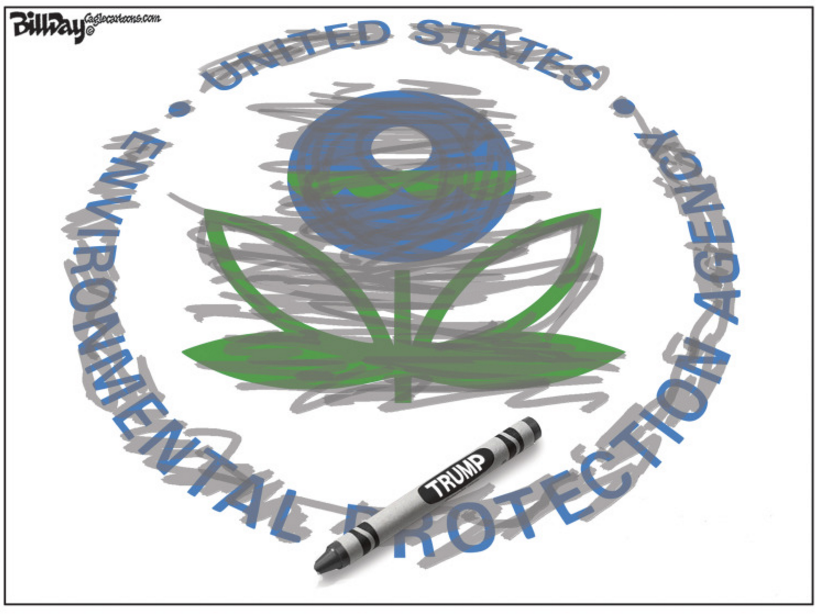 BillDay
©Caglecartoons.com
UNITED STATES
ENVIRONMENTAL PROTECTION AGENCY
TRUMP